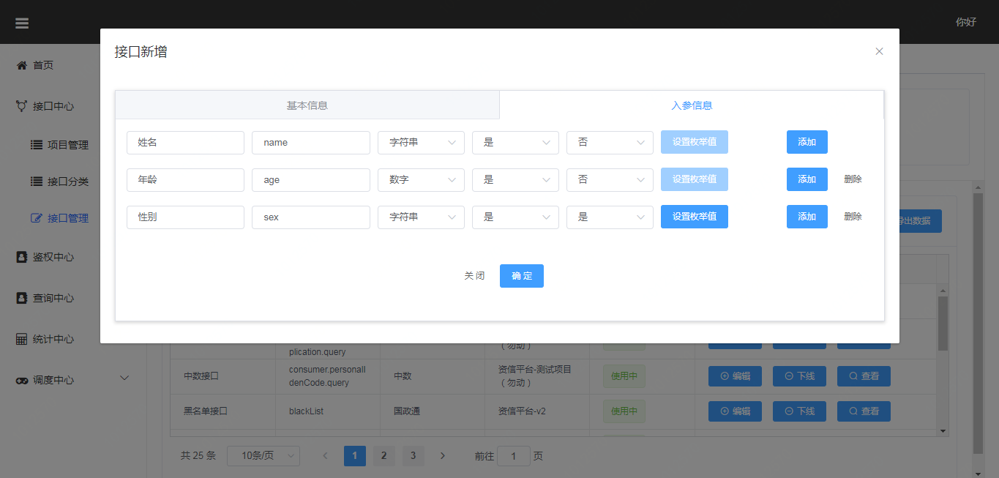 你好
接口新增
首页
接口中心
项目管理
接口分类
接口管理
鉴权中心
查询中心
统计中心
调度中心
基本信息 入参信息
姓名 name 字符串 是 否 设置枚举值 添加
年龄 age 数字 是 否 设置枚举值 添加 删除
性别 sex 字符串 是 是 设置枚举值 添加 删除
关 闭 确 定
出数据
plication.query （勿动）
consumer.personalI 资信平台-测试项目
中数接口 中数 使用中 编辑 下线 查看
denCode.query （勿动）
黑名单接口 blackList 国政通 资信平台-v2 使用中 编辑 下线 查看
共 25 条 10条/页 1 2 3 前往 1 页